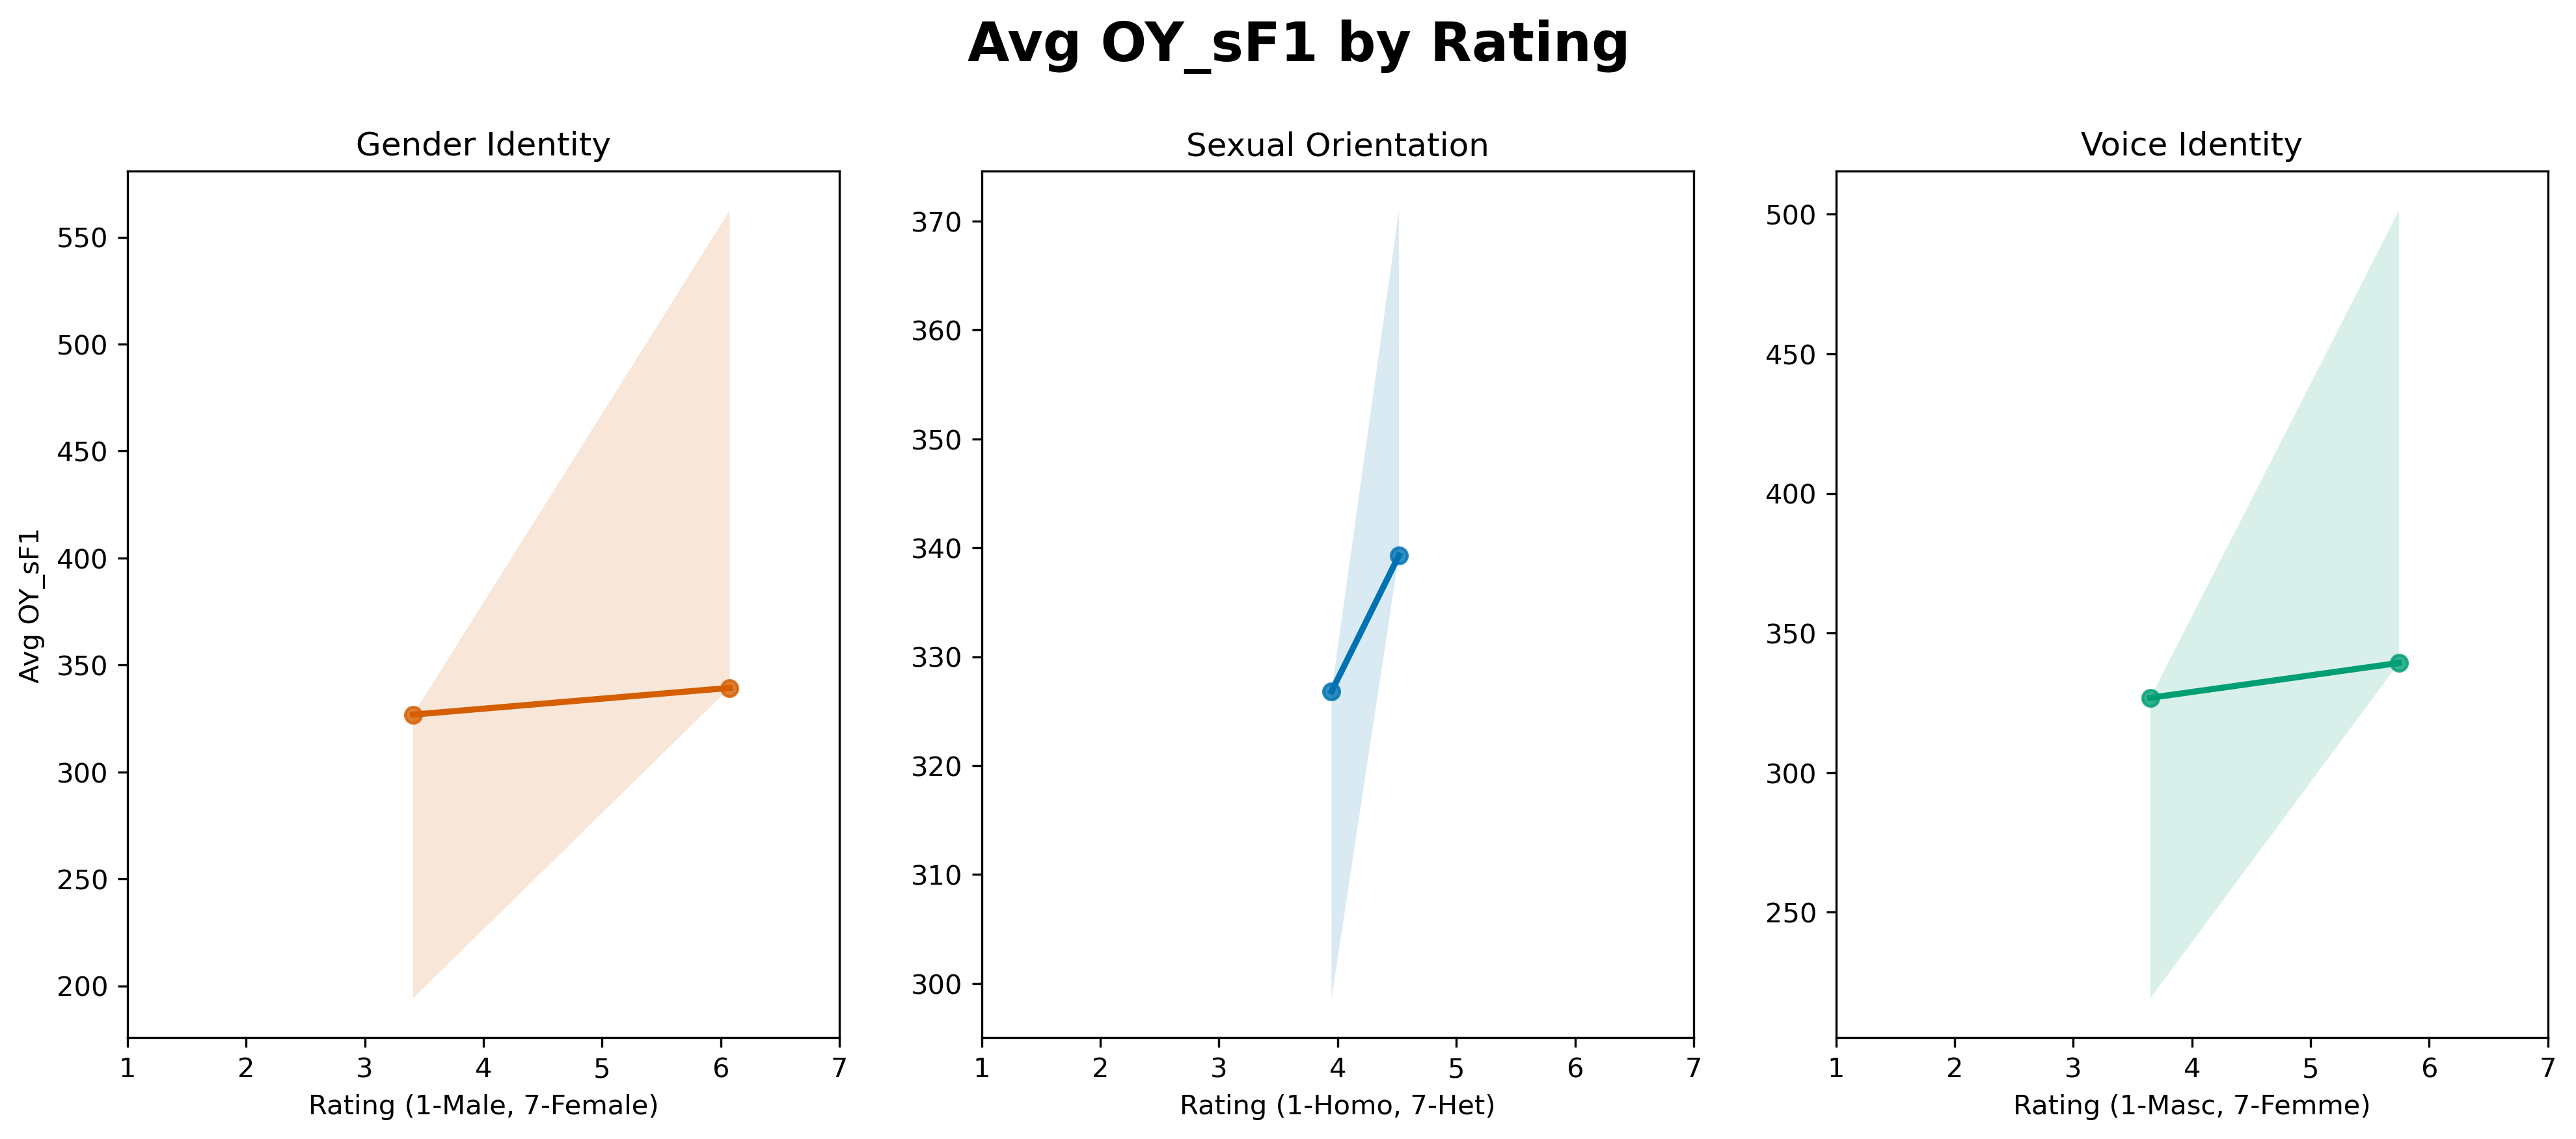 Avg OY_sF1 by Rating
Gender Identity
Sexual Orientation
Voice Identity
Avg OY_sF1
550
500
450
400
350
300
250
200
1 2 3 4 5 6 7
Rating (1-Male, 7-Female)
370
360
350
340
330
320
310
300
1 2 3 4 5 6 7
Rating (1-Homo, 7-Het)
500
450
400
350
300
250
1 2 3 4 5 6 7
Rating (1-Masc, 7-Femme)